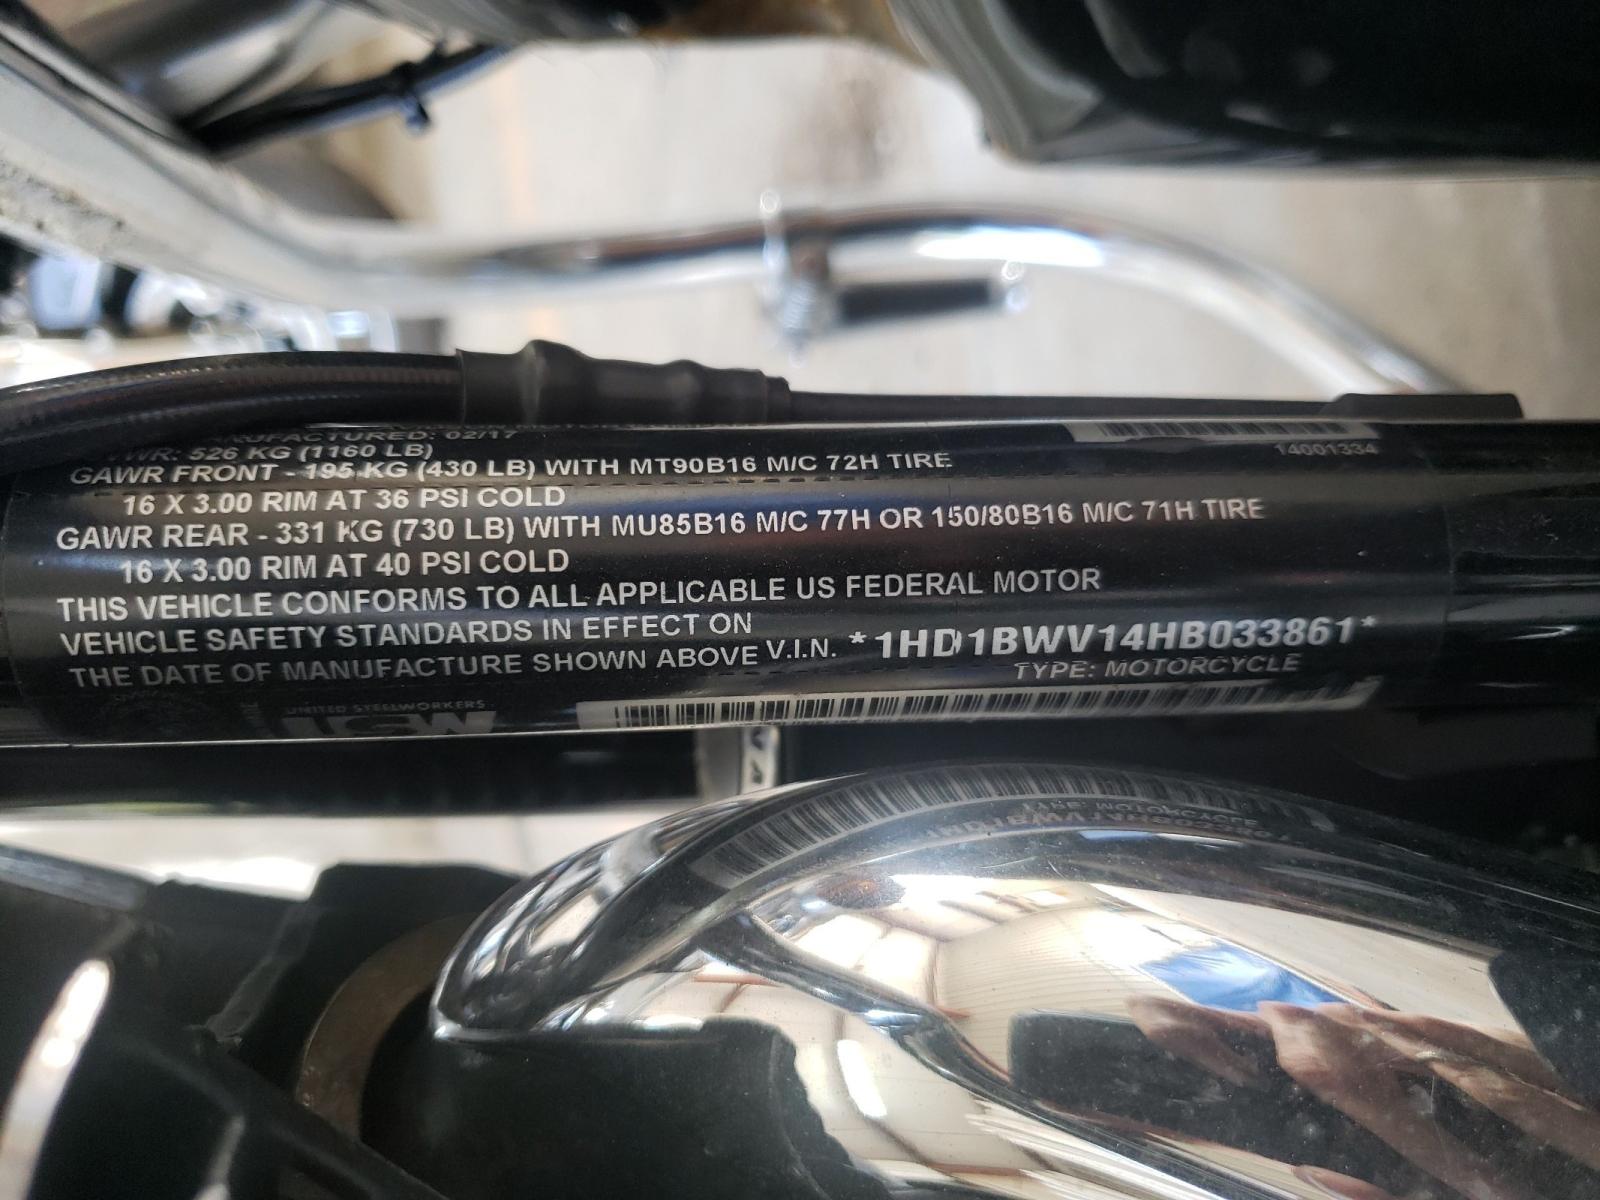 MANUFACTURED: 02/17
GVWR: 526 KG (1160 LB)
GAWR FRONT - 195 KG (430 LB) WITH MT90B16 M/C 72H TIRE
16 X 3.00 RIM AT 36 PSI COLD
GAWR REAR - 331 KG (730 LB) WITH MU85B16 M/C 77H OR 150/80B16 M/C 71H TIRE
16 X 3.00 RIM AT 40 PSI COLD
THIS VEHICLE CONFORMS TO ALL APPLICABLE US FEDERAL MOTOR
VEHICLE SAFETY STANDARDS IN EFFECT ON
THE DATE OF MANUFACTURE SHOWN ABOVE
14001334
V.I.N. *1HD1BWV14HB033861*
TYPE: MOTORCYCLE
UNITED STEELWORKERS
USW